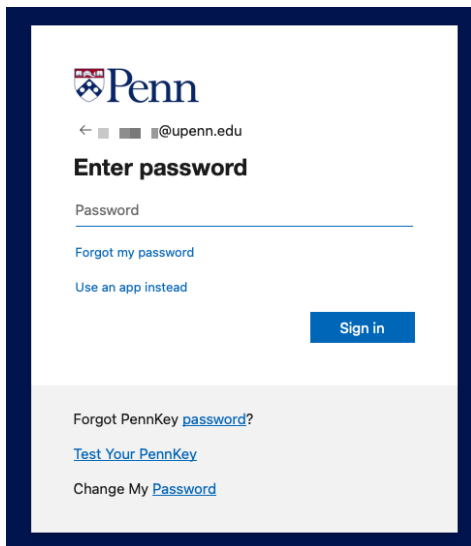 Penn
@upenn.edu
Enter password
Password
Forgot my password
Use an app instead
Sign in
Forgot PennKey password?
Test Your PennKey
Change My Password